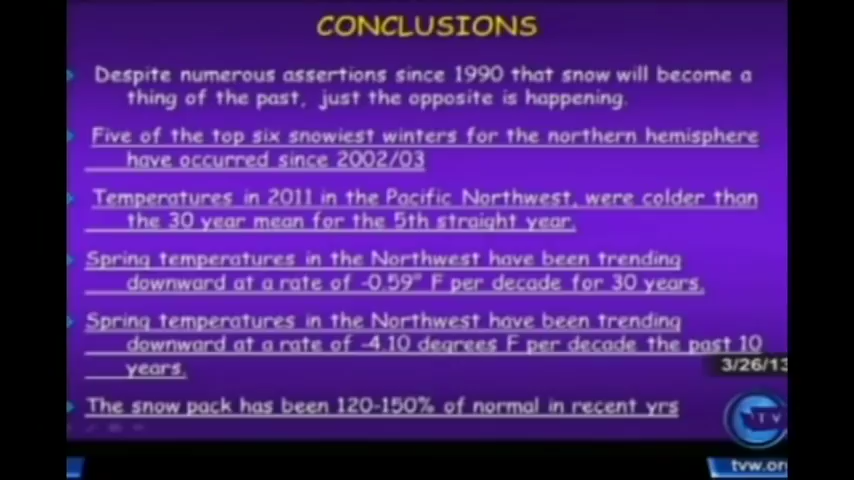 CONCLUSIONS
Despite numerous assertions since 1990 that snow will become a
thing of the past, just the opposite is happening.
Five of the top six snowiest winters for the northern hemisphere
have occurred since 2002/03
Temperatures in 2011 in the Pacific Northwest, were colder than
the 30 year mean for the 5th straight year.
Spring temperatures in the Northwest have been trending
downward at a rate of -0.59° F per decade for 30 years.
Spring temperatures in the Northwest have been trending
downward at a rate of -4.10 degrees F per decade the past 10
years.
3/26/13
The snow pack has been 120-150% of normal in recent yrs
TV
tvw.or